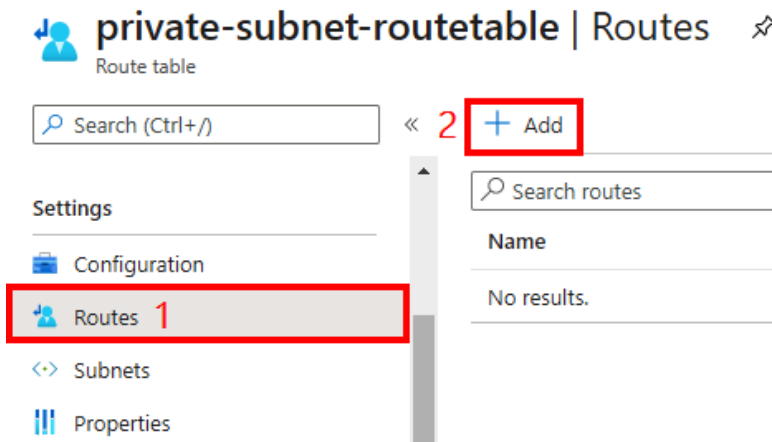 private-subnet-routetable | Routes
Route table
Search (Ctrl+/)
«
2
+ Add
Settings
Configuration
Routes 1
Subnets
Properties
Search routes
Name
No results.